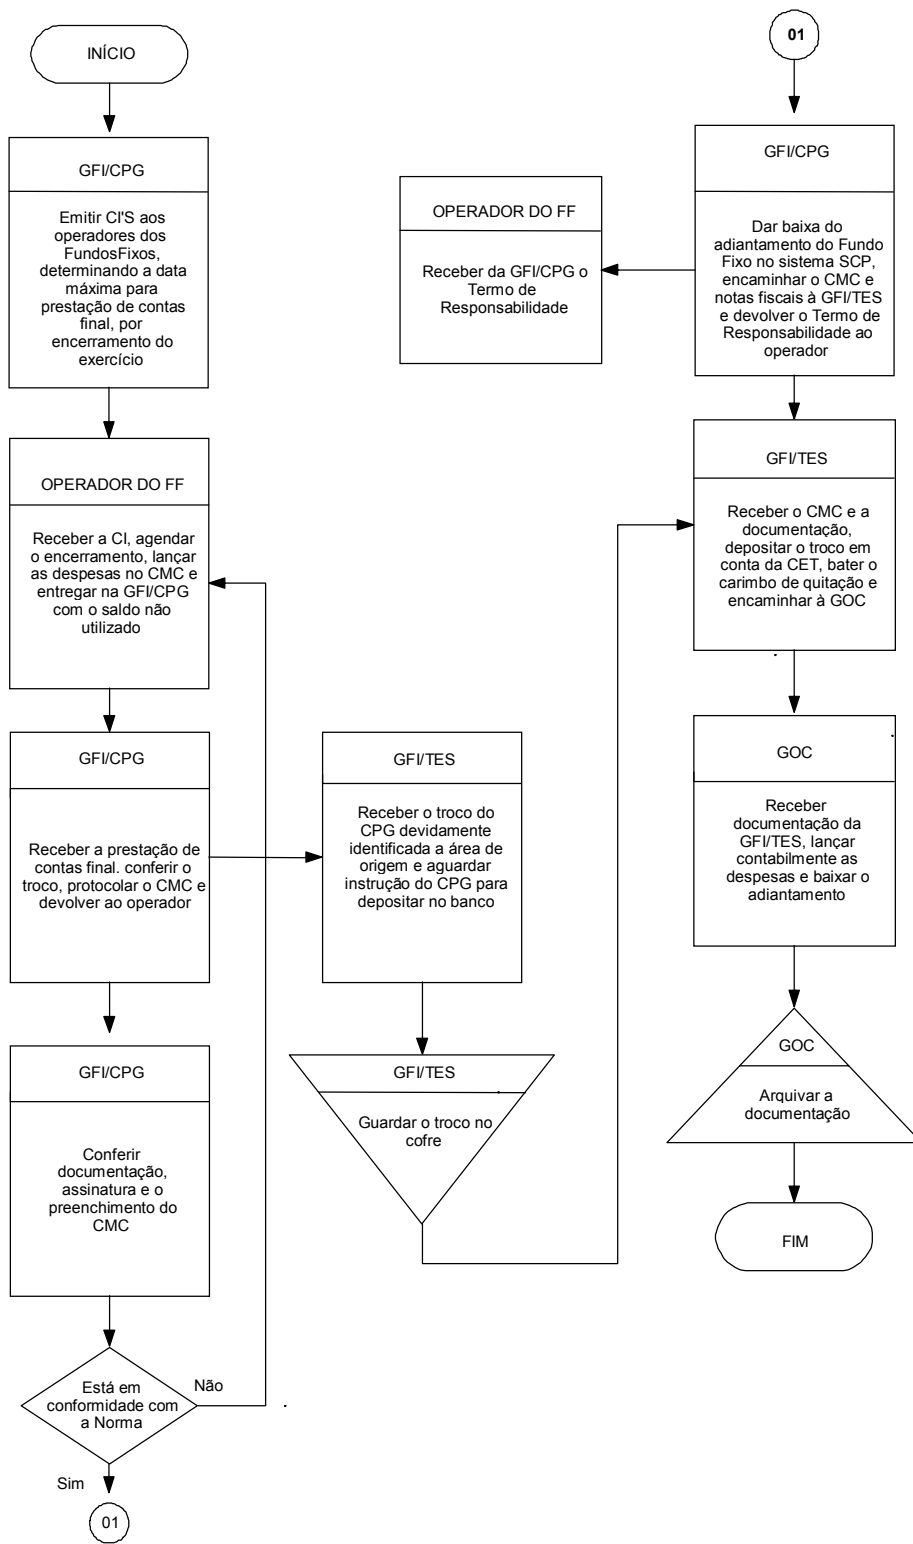 INÍCIO
GFI/CPG
Emitir CI'S aos
operadores dos
FundosFixos,
determinando a data
máxima para
prestação de contas
final, por
encerramento do
exercício
OPERADOR DO FF
Receber a CI, agendar
o encerramento, lançar
as despesas no CMC e
entregar na GFI/CPG
com o saldo não
utilizado
GFI/CPG
Receber a prestação de
contas final. conferir o
troco, protocolar o CMC e
devolver ao operador
GFI/TES
Receber o troco do
CPG devidamente
identificada a área de
origem e aguardar
instrução do CPG para
depositar no banco
GFI/TES
Guardar o troco no
cofre
GFI/CPG
Conferir
documentação,
assinatura e o
preenchimento do
CMC
Está em
conformidade com
a Norma
Não
Sim
01
01
GFI/CPG
Dar baixa do
adiantamento do Fundo
Fixo no sistema SCP,
encaminhar o CMC e
notas fiscais à GFI/TES
e devolver o Termo de
Responsabilidade ao
operador
OPERADOR DO FF
Receber da GFI/CPG o
Termo de
Responsabilidade
GFI/TES
Receber o CMC e a
documentação,
depositar o troco em
conta da CET, bater o
carimbo de quitação e
encaminhar à GOC
GOC
Receber
documentação da
GFI/TES, lançar
contabilmente as
despesas e baixar o
adiantamento
GOC
Arquivar a
documentação
FIM